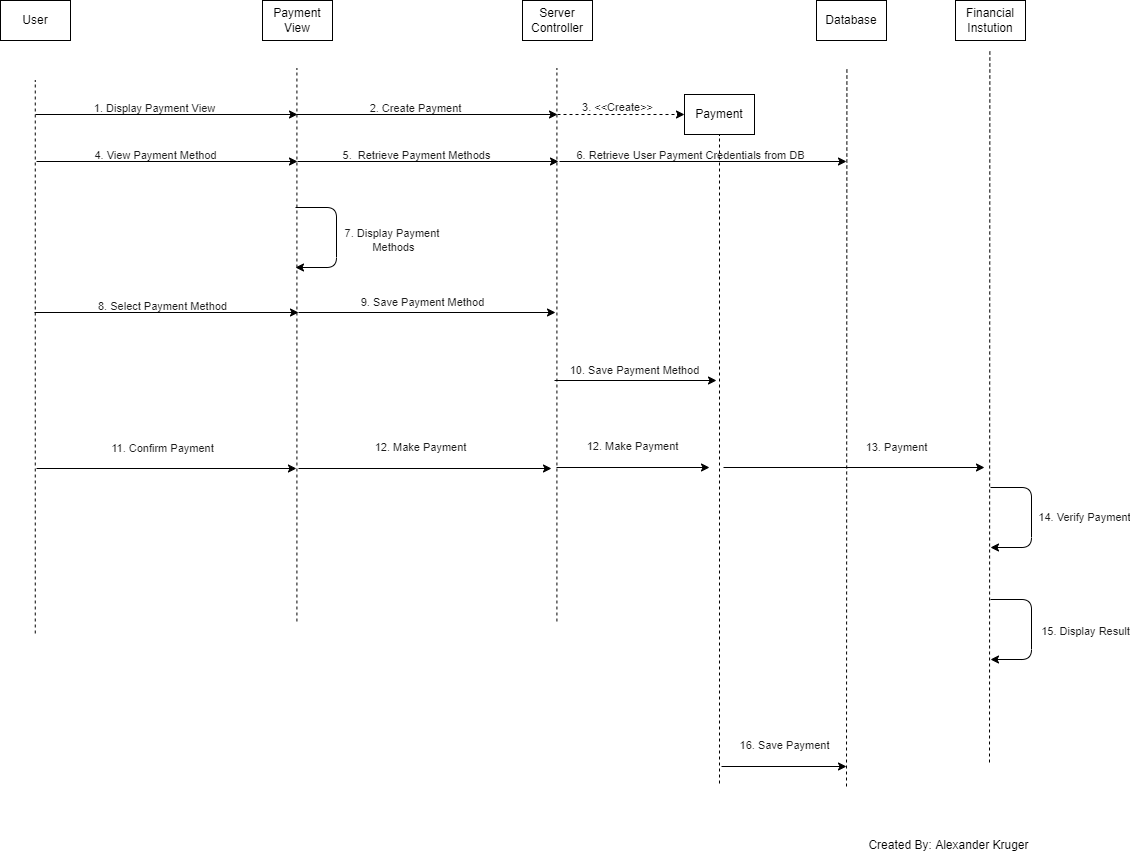 User
Payment
View
Server
Controller
Database
Financial
Instution
1. Display Payment View
2. Create Payment
3. <<Create>>
Payment
4. View Payment Method
5. Retrieve Payment Methods
6. Retrieve User Payment Credentials from DB
7. Display Payment
Methods
8. Select Payment Method
9. Save Payment Method
10. Save Payment Method
11. Confirm Payment
12. Make Payment
12. Make Payment
13. Payment
14. Verify Payment
15. Display Result
16. Save Payment
Created By: Alexander Kruger